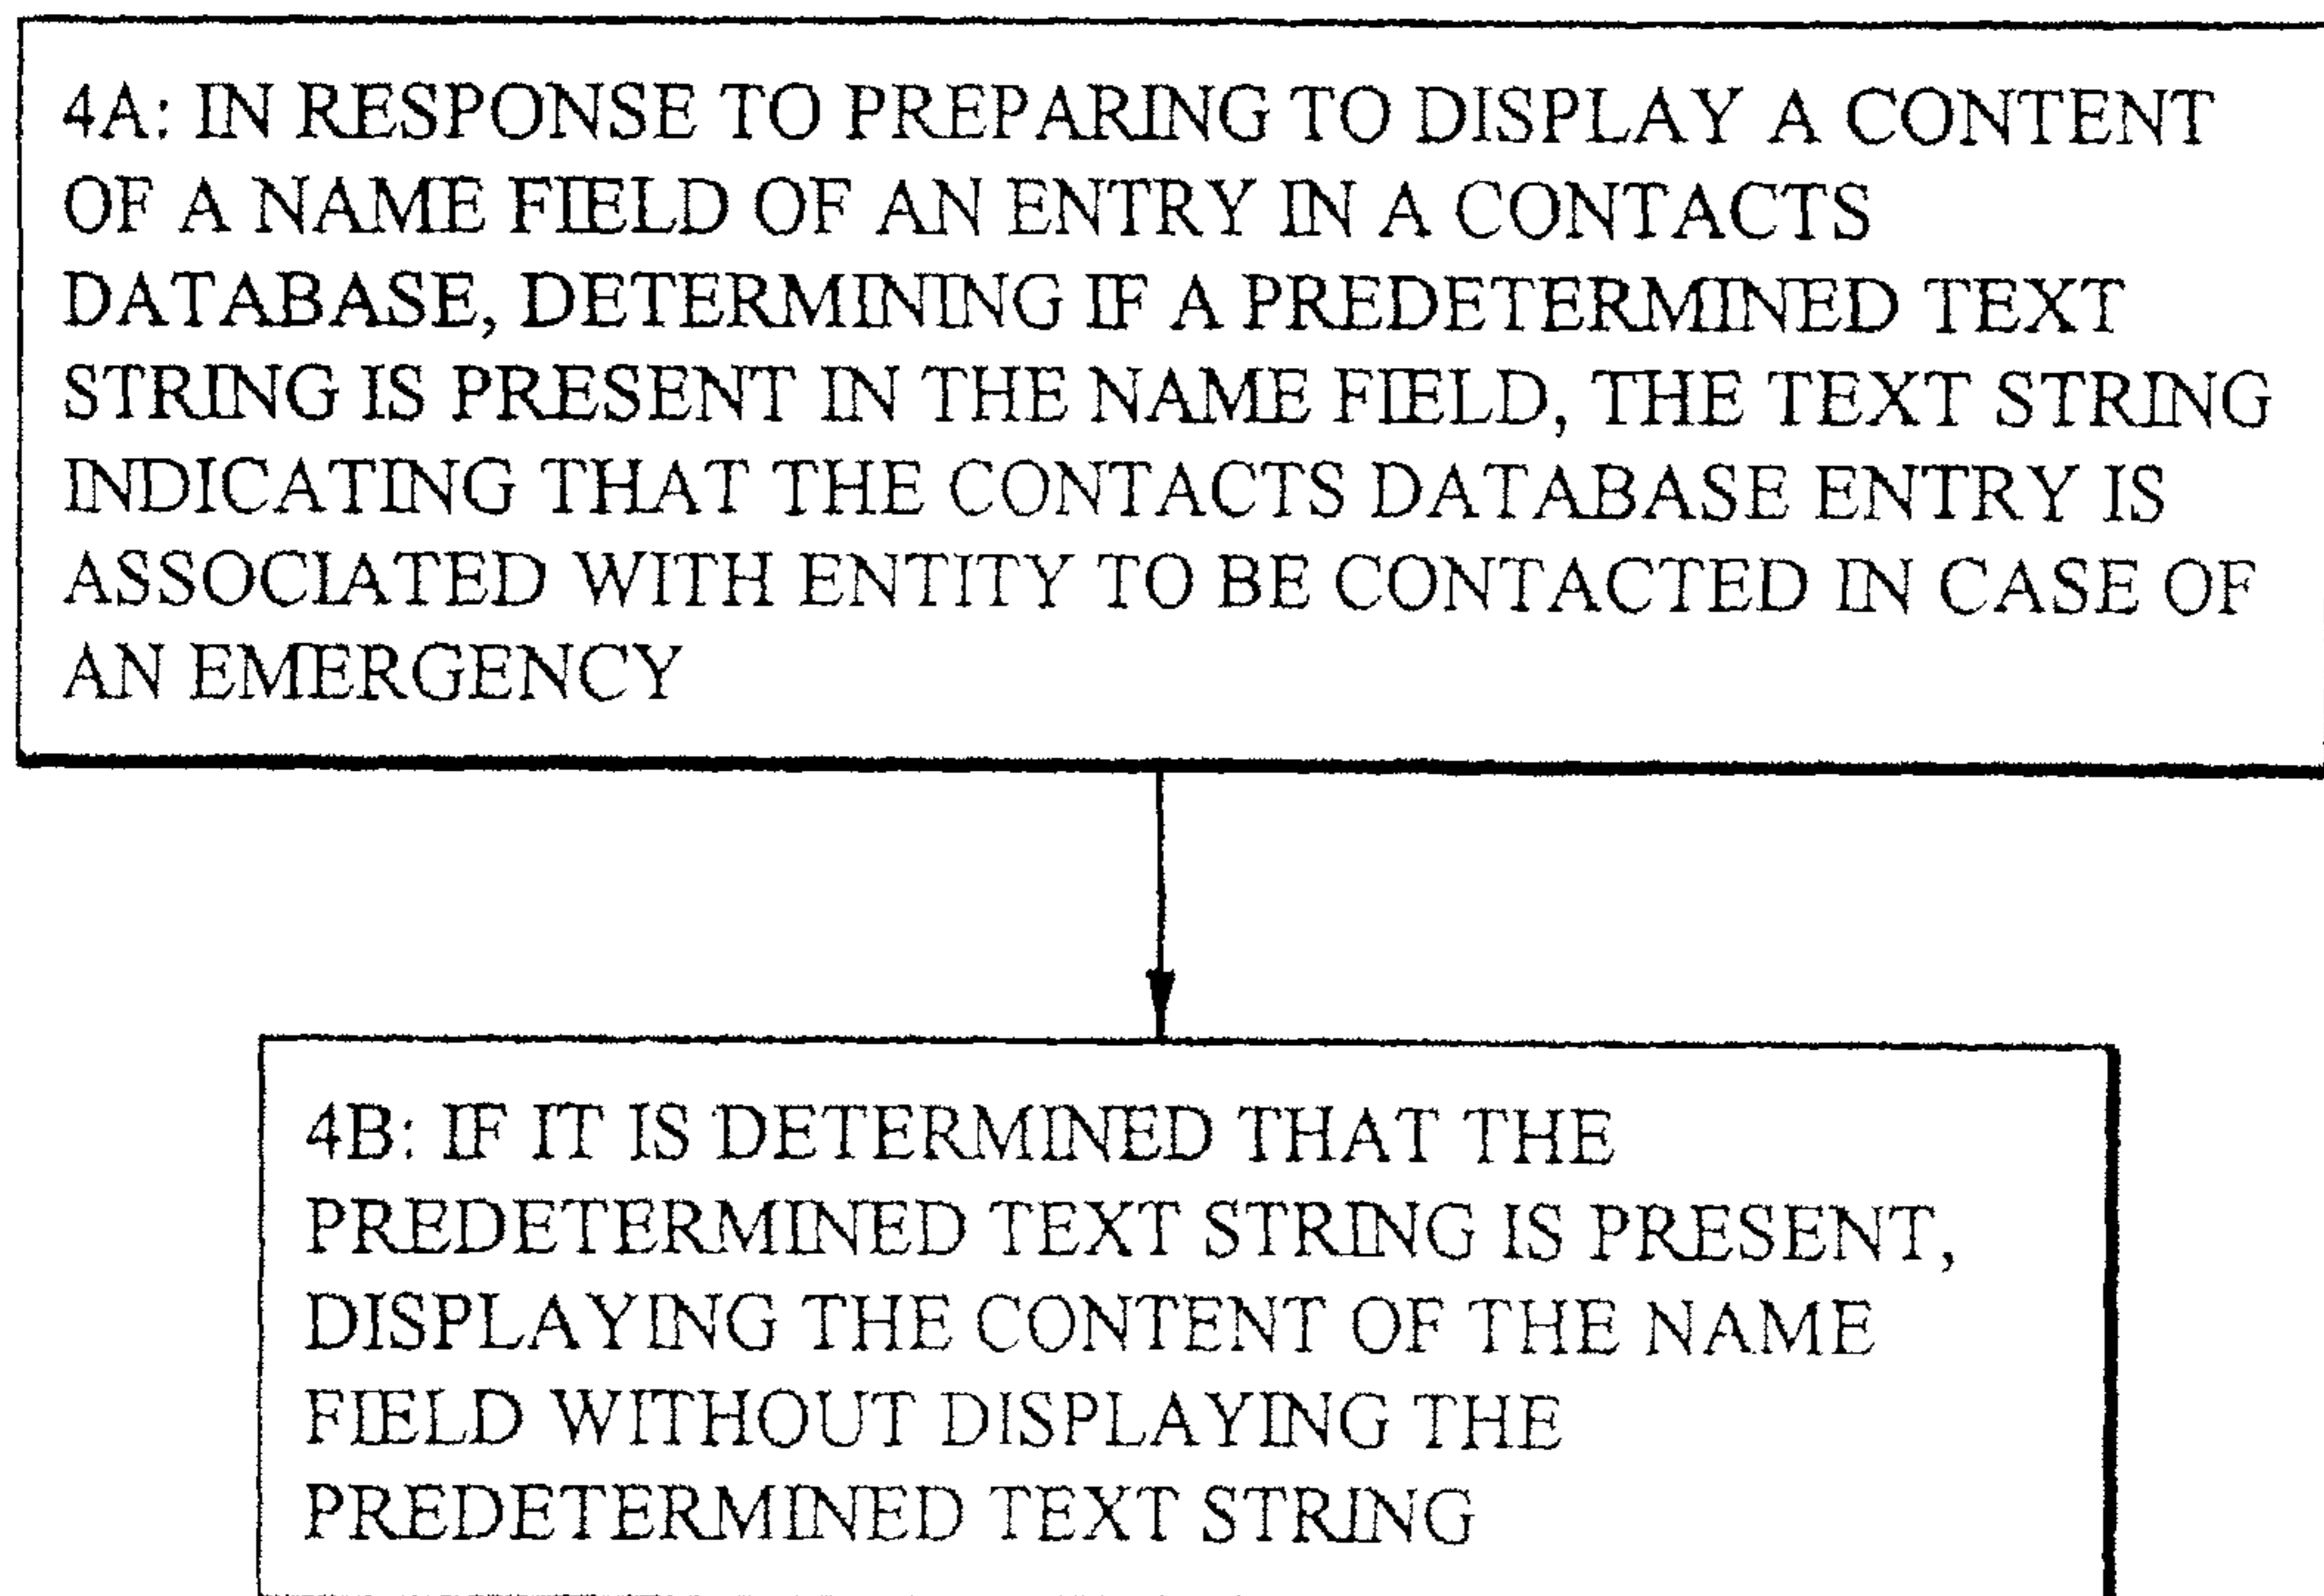 4A: IN RESPONSE TO PREPARING TO DISPLAY A CONTENT
OF A NAME FIELD OF AN ENTRY IN A CONTACTS
DATABASE, DETERMINING IF A PREDETERMINED TEXT
STRING IS PRESENT IN THE NAME FIELD, THE TEXT STRING
INDICATING THAT THE CONTACTS DATABASE ENTRY IS
ASSOCIATED WITH ENTITY TO BE CONTACTED IN CASE OF
AN EMERGENCY
4B: IF IT IS DETERMINED THAT THE
PREDETERMINED TEXT STRING IS PRESENT,
DISPLAYING THE CONTENT OF THE NAME
FIELD WITHOUT DISPLAYING THE
PREDETERMINED TEXT STRING